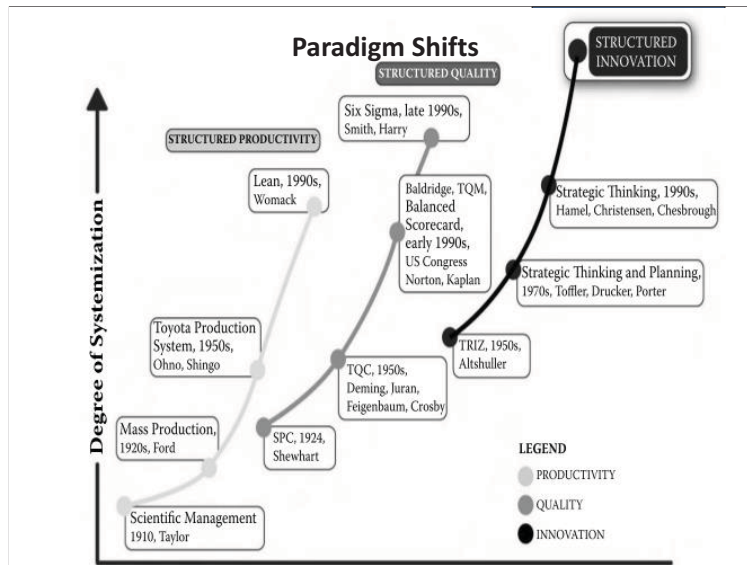 Paradigm Shifts
STRUCTURED
INNOVATION
STRUCTURED QUALITY
Six Sigma, late 1990s,
Smith, Harry
STRUCTURED PRODUCTIVITY
Lean, 1990s,
Womack
Baldridge, TQM,
Balanced
Scorecard,
early 1990s,
US Congress
Norton, Kaplan
Strategic Thinking, 1990s,
Hamel, Christensen, Chesbrough
Strategic Thinking and Planning,
1970s, Toffler, Drucker, Porter
Toyota Production
System, 1950s,
Ohno, Shingo
TRIZ, 1950s,
Altshuller
TQC, 1950s,
Deming, Juran,
Feigenbaum, Crosby
Mass Production,
1920s, Ford
SPC, 1924,
Shewhart
Scientific Management
1910, Taylor
Degree of Systemization
LEGEND
PRODUCTIVITY
QUALITY
INNOVATION